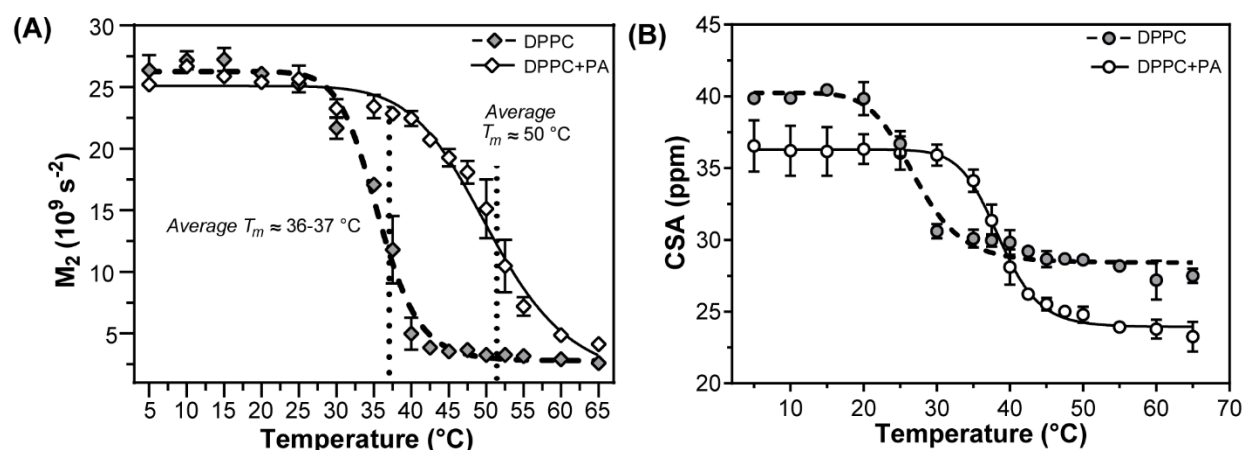 (A)
DPPC
DPPC+PA
Average
Tm ≈ 50 °C
Average Tm ≈ 36-37 °C
M2 (10^9 s^-2)
30
25
20
15
10
5
5 10 15 20 25 30 35 40 45 50 55 60 65
Temperature (°C)
(B)
DPPC
DPPC+PA
CSA (ppm)
45
40
35
30
25
20
10 20 30 40 50 60 70
Temperature (°C)